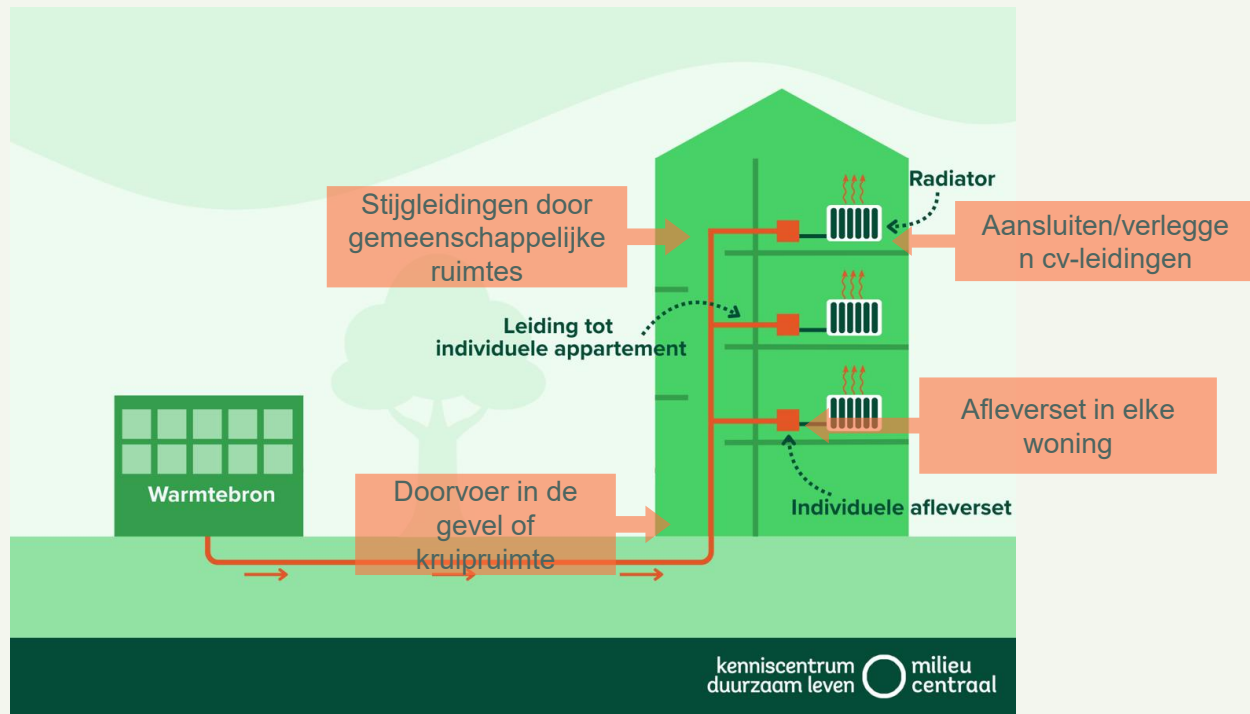 Radiator
Stijgleidingen door
gemeenschappelijke
ruimtes
Aansluiten/verlegge
n cv-leidingen
Leiding tot
individuele appartement
Afleverset in elke
woning
Warmtebron
Doorvoer in de
gevel of
kruipruimte
Individuele afleverset
kenniscentrum
duurzaam leven
milieu
centraal